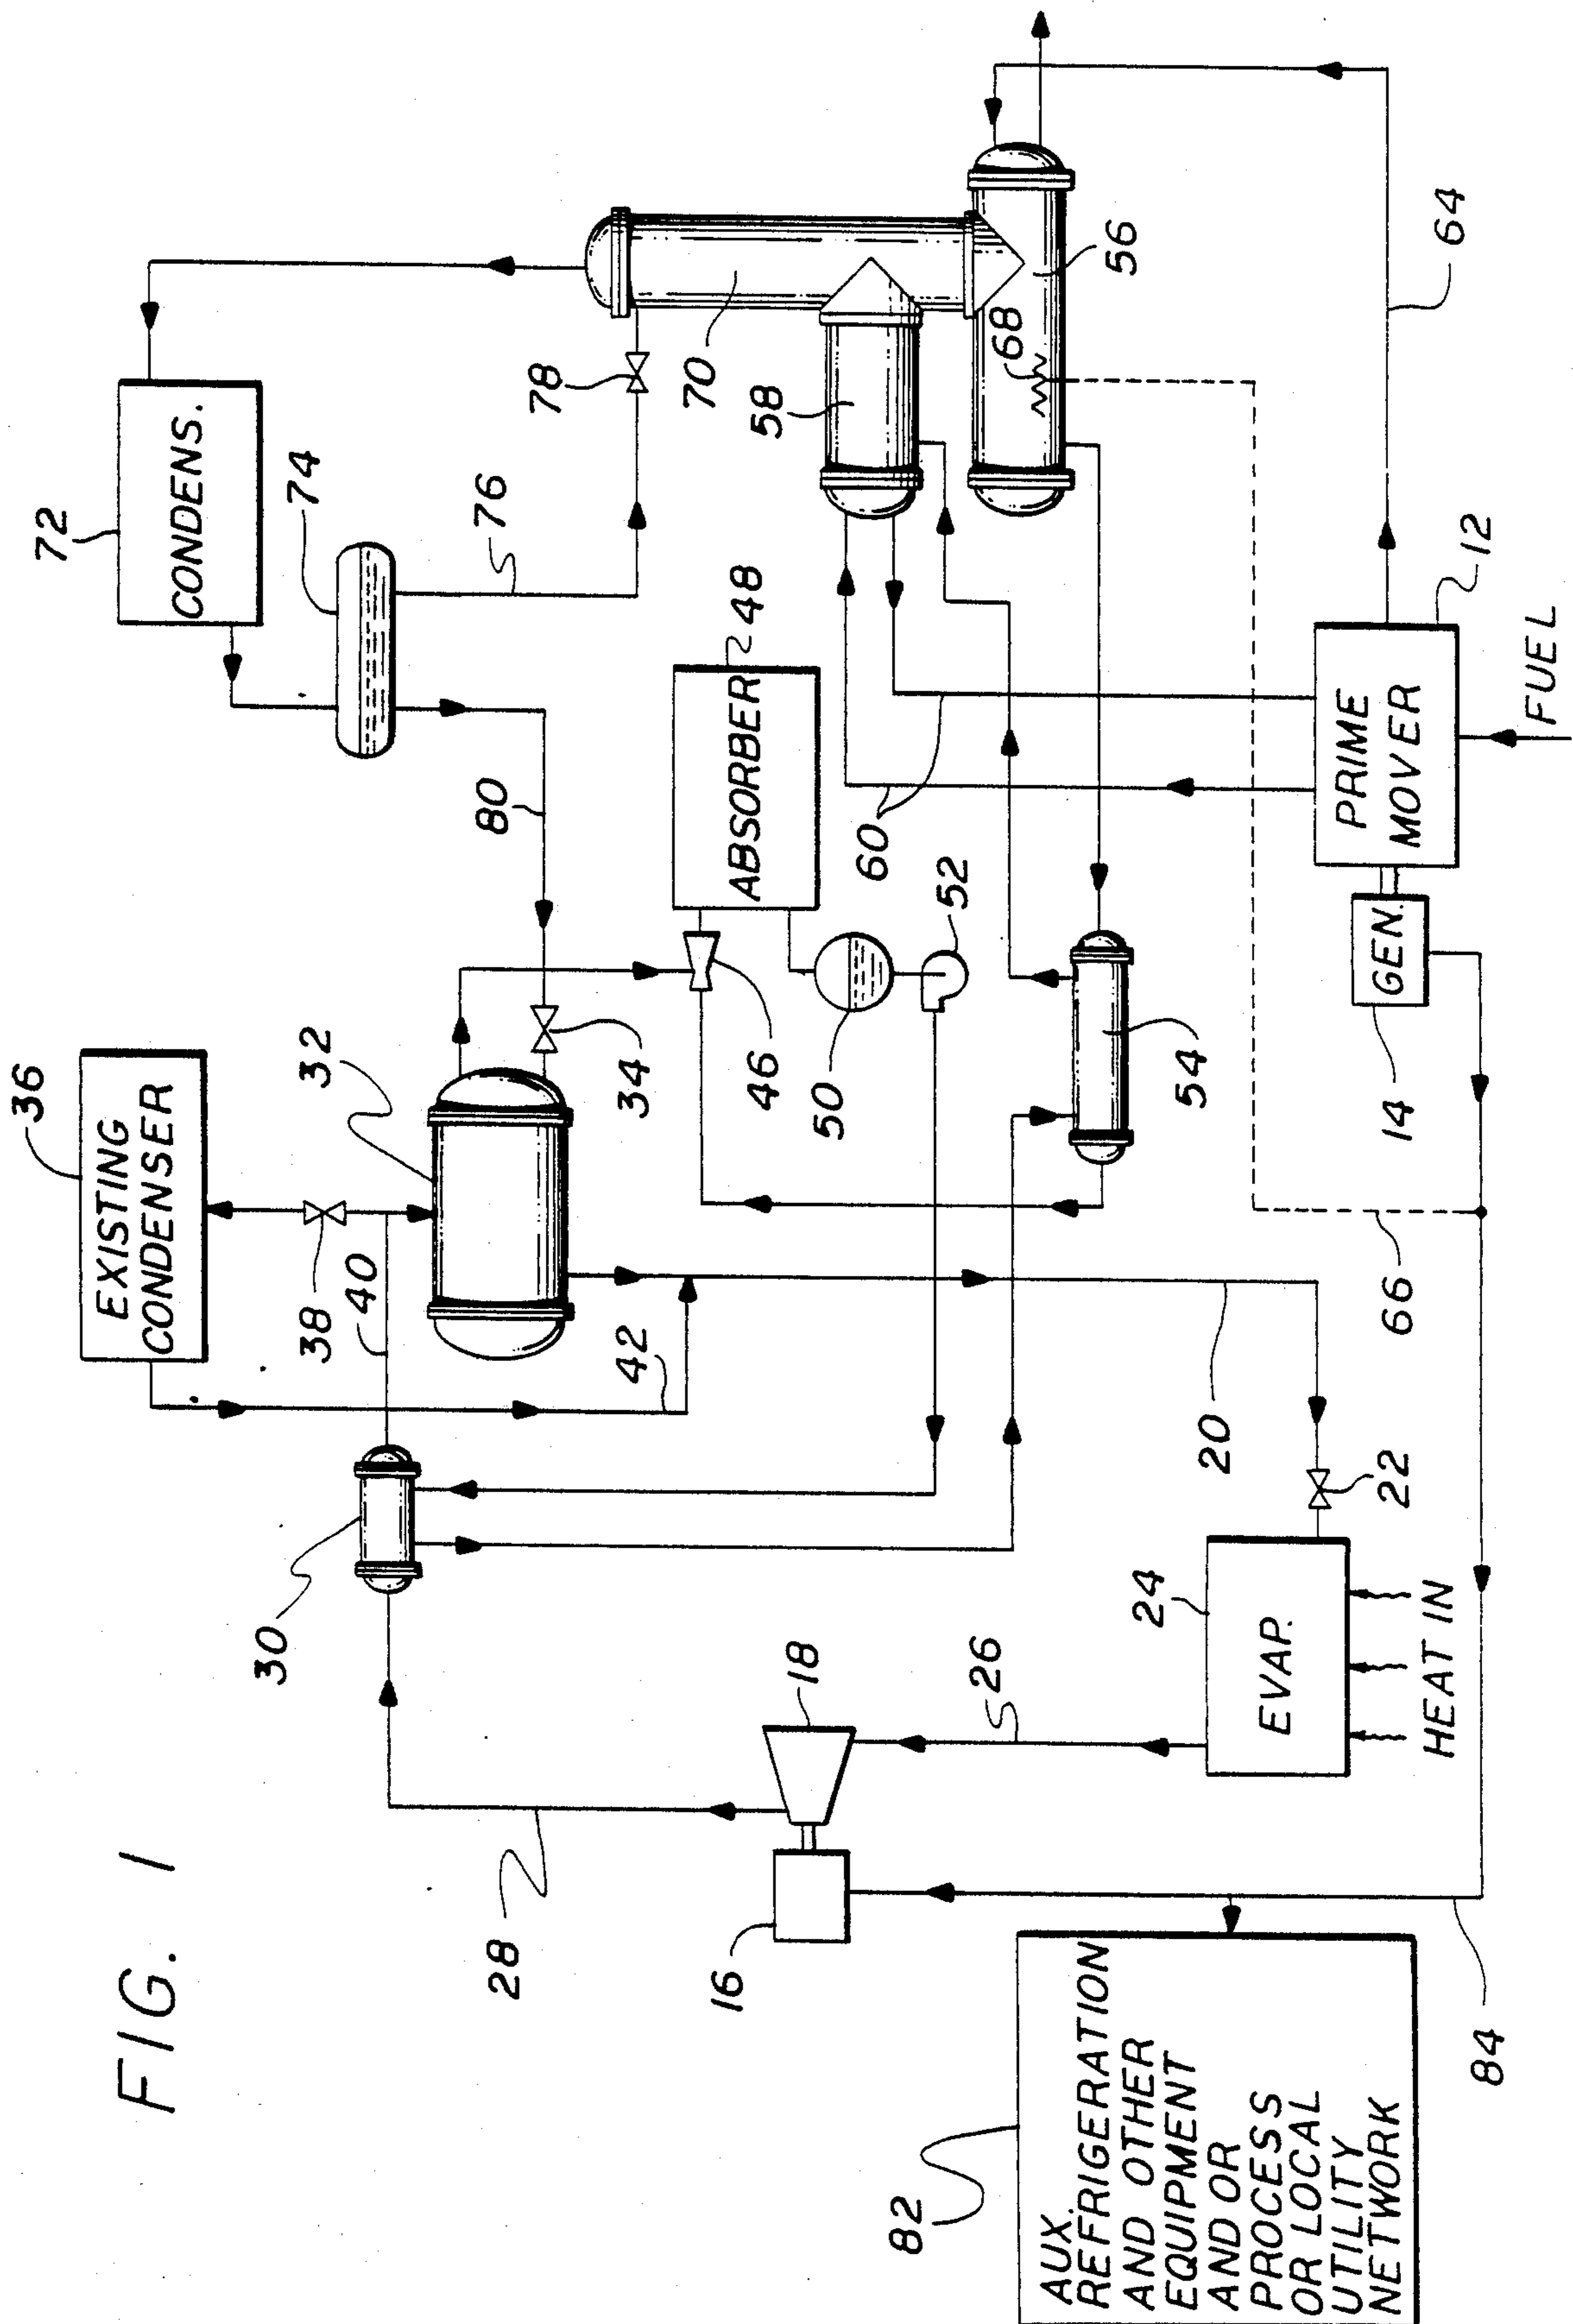 FIG. 1
36
EXISTING
CONDENSER
38
40
42
32
34
30
28
18
16
26
24
EVAP.
HEAT IN
22
20
72
CONDENS.
74
76
78
80
70
58
68
56
64
46
ABSORBER
48
50
52
54
60
66
14
GEN.
PRIME
MOVER
12
FUEL
82
AUX.
REFRIGERATION
AND OTHER
EQUIPMENT
AND OR
PROCESS
OR LOCAL
UTILITY
NETWORK
84